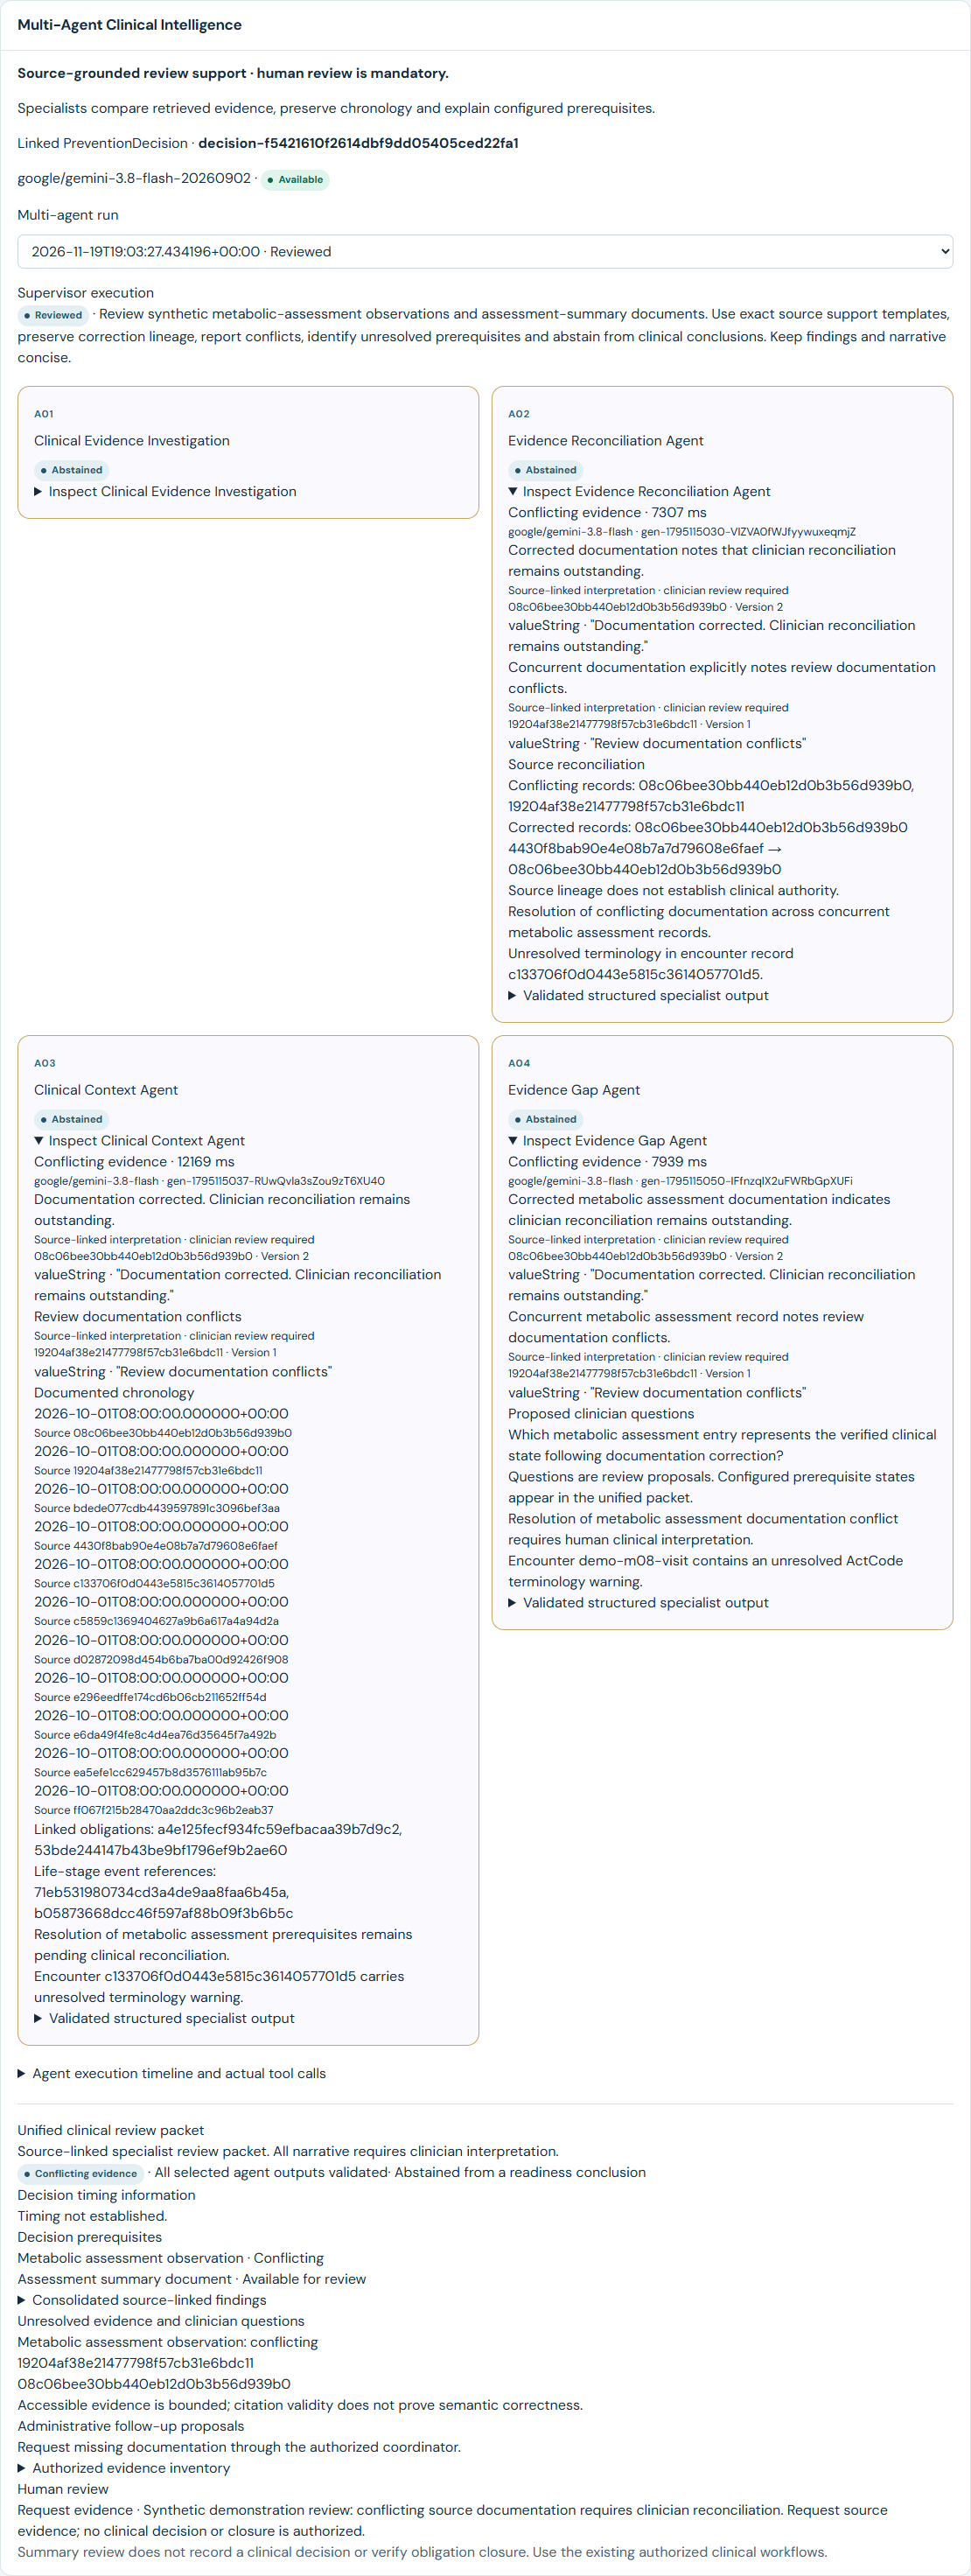 Multi-Agent Clinical Intelligence
Source-grounded review support · human review is mandatory.
Specialists compare retrieved evidence, preserve chronology and explain configured prerequisites.
Linked PreventionDecision · decision-f5421610f2614dbf9dd05405ced22fa1
google/gemini-3.8-flash-20260902 · Available
Multi-agent run
2026-11-19T19:03:27.434196+00:00 · Reviewed
Supervisor execution
Reviewed · Review synthetic metabolic-assessment observations and assessment-summary documents. Use exact source support templates,
preserve correction lineage, report conflicts, identify unresolved prerequisites and abstain from clinical conclusions. Keep findings and narrative
concise.
A01
Clinical Evidence Investigation
Abstained
Inspect Clinical Evidence Investigation
A02
Evidence Reconciliation Agent
Abstained
Inspect Evidence Reconciliation Agent
Conflicting evidence · 7307 ms
google/gemini-3.8-flash · gen-1795115030-VIZVA0fWJfyywuxeqmjZ
Corrected documentation notes that clinician reconciliation
remains outstanding.
Source-linked interpretation · clinician review required
08c06bee30bb440eb12d0b3b56d939b0 · Version 2
valueString · "Documentation corrected. Clinician reconciliation
remains outstanding."
Concurrent documentation explicitly notes review documentation
conflicts.
Source-linked interpretation · clinician review required
19204af38e21477798f57cb31e6bdc11 · Version 1
valueString · "Review documentation conflicts"
Source reconciliation
Conflicting records: 08c06bee30bb440eb12d0b3b56d939b0,
19204af38e21477798f57cb31e6bdc11
Corrected records: 08c06bee30bb440eb12d0b3b56d939b0
4430f8bab90e4e08b7a7d79608e6faef →
08c06bee30bb440eb12d0b3b56d939b0
Source lineage does not establish clinical authority.
Resolution of conflicting documentation across concurrent
metabolic assessment records.
Unresolved terminology in encounter record
c133706f0d0443e5815c3614057701d5.
Validated structured specialist output
A03
Clinical Context Agent
Abstained
Inspect Clinical Context Agent
Conflicting evidence · 12169 ms
google/gemini-3.8-flash · gen-1795115037-RUwQvla3sZou9zT6XU40
Documentation corrected. Clinician reconciliation remains
outstanding.
Source-linked interpretation · clinician review required
08c06bee30bb440eb12d0b3b56d939b0 · Version 2
valueString · "Documentation corrected. Clinician reconciliation
remains outstanding."
Review documentation conflicts
Source-linked interpretation · clinician review required
19204af38e21477798f57cb31e6bdc11 · Version 1
valueString · "Review documentation conflicts"
Documented chronology
2026-10-01T08:00:00.000000+00:00
Source 08c06bee30bb440eb12d0b3b56d939b0
2026-10-01T08:00:00.000000+00:00
Source 19204af38e21477798f57cb31e6bdc11
2026-10-01T08:00:00.000000+00:00
Source bdede077cdb4439597891c3096bef3aa
2026-10-01T08:00:00.000000+00:00
Source 4430f8bab90e4e08b7a7d79608e6faef
2026-10-01T08:00:00.000000+00:00
Source c133706f0d0443e5815c3614057701d5
2026-10-01T08:00:00.000000+00:00
Source c5859c1369404627a9b6a617a4a94d2a
2026-10-01T08:00:00.000000+00:00
Source d02872098d454b6ba7ba00d92426f908
2026-10-01T08:00:00.000000+00:00
Source e296eedffe174cd6b06cb211652ff54d
2026-10-01T08:00:00.000000+00:00
Source e6da49f4fe8c4d4ea76d35645f7a492b
2026-10-01T08:00:00.000000+00:00
Source ea5efe1cc629457b8d3576111ab95b7c
2026-10-01T08:00:00.000000+00:00
Source ff067f215b28470aa2ddc3c96b2eab37
Linked obligations: a4e125fecf934fc59efbacaa39b7d9c2,
53bde244147b43be9bf1796ef9b2ae60
Life-stage event references:
71eb531980734cd3a4de9aa8faa6b45a,
b05873668dcc46f597af88b09f3b6b5c
Resolution of metabolic assessment prerequisites remains
pending clinical reconciliation.
Encounter c133706f0d0443e5815c3614057701d5 carries
unresolved terminology warning.
Validated structured specialist output
A04
Evidence Gap Agent
Abstained
Inspect Evidence Gap Agent
Conflicting evidence · 7939 ms
google/gemini-3.8-flash · gen-1795115050-IFfnzqIX2uFWRbGpXUFi
Corrected metabolic assessment documentation indicates
clinician reconciliation remains outstanding.
Source-linked interpretation · clinician review required
08c06bee30bb440eb12d0b3b56d939b0 · Version 2
valueString · "Documentation corrected. Clinician reconciliation
remains outstanding."
Concurrent metabolic assessment record notes review
documentation conflicts.
Source-linked interpretation · clinician review required
19204af38e21477798f57cb31e6bdc11 · Version 1
valueString · "Review documentation conflicts"
Proposed clinician questions
Which metabolic assessment entry represents the verified clinical
state following documentation correction?
Questions are review proposals. Configured prerequisite states
appear in the unified packet.
Resolution of metabolic assessment documentation conflict
requires human clinical interpretation.
Encounter demo-m08-visit contains an unresolved ActCode
terminology warning.
Validated structured specialist output
Agent execution timeline and actual tool calls
Unified clinical review packet
Source-linked specialist review packet. All narrative requires clinician interpretation.
Conflicting evidence · All selected agent outputs validated· Abstained from a readiness conclusion
Decision timing information
Timing not established.
Decision prerequisites
Metabolic assessment observation · Conflicting
Assessment summary document · Available for review
Consolidated source-linked findings
Unresolved evidence and clinician questions
Metabolic assessment observation: conflicting
19204af38e21477798f57cb31e6bdc11
08c06bee30bb440eb12d0b3b56d939b0
Accessible evidence is bounded; citation validity does not prove semantic correctness.
Administrative follow-up proposals
Request missing documentation through the authorized coordinator.
Authorized evidence inventory
Human review
Request evidence · Synthetic demonstration review: conflicting source documentation requires clinician reconciliation. Request source
evidence; no clinical decision or closure is authorized.
Summary review does not record a clinical decision or verify obligation closure. Use the existing authorized clinical workflows.